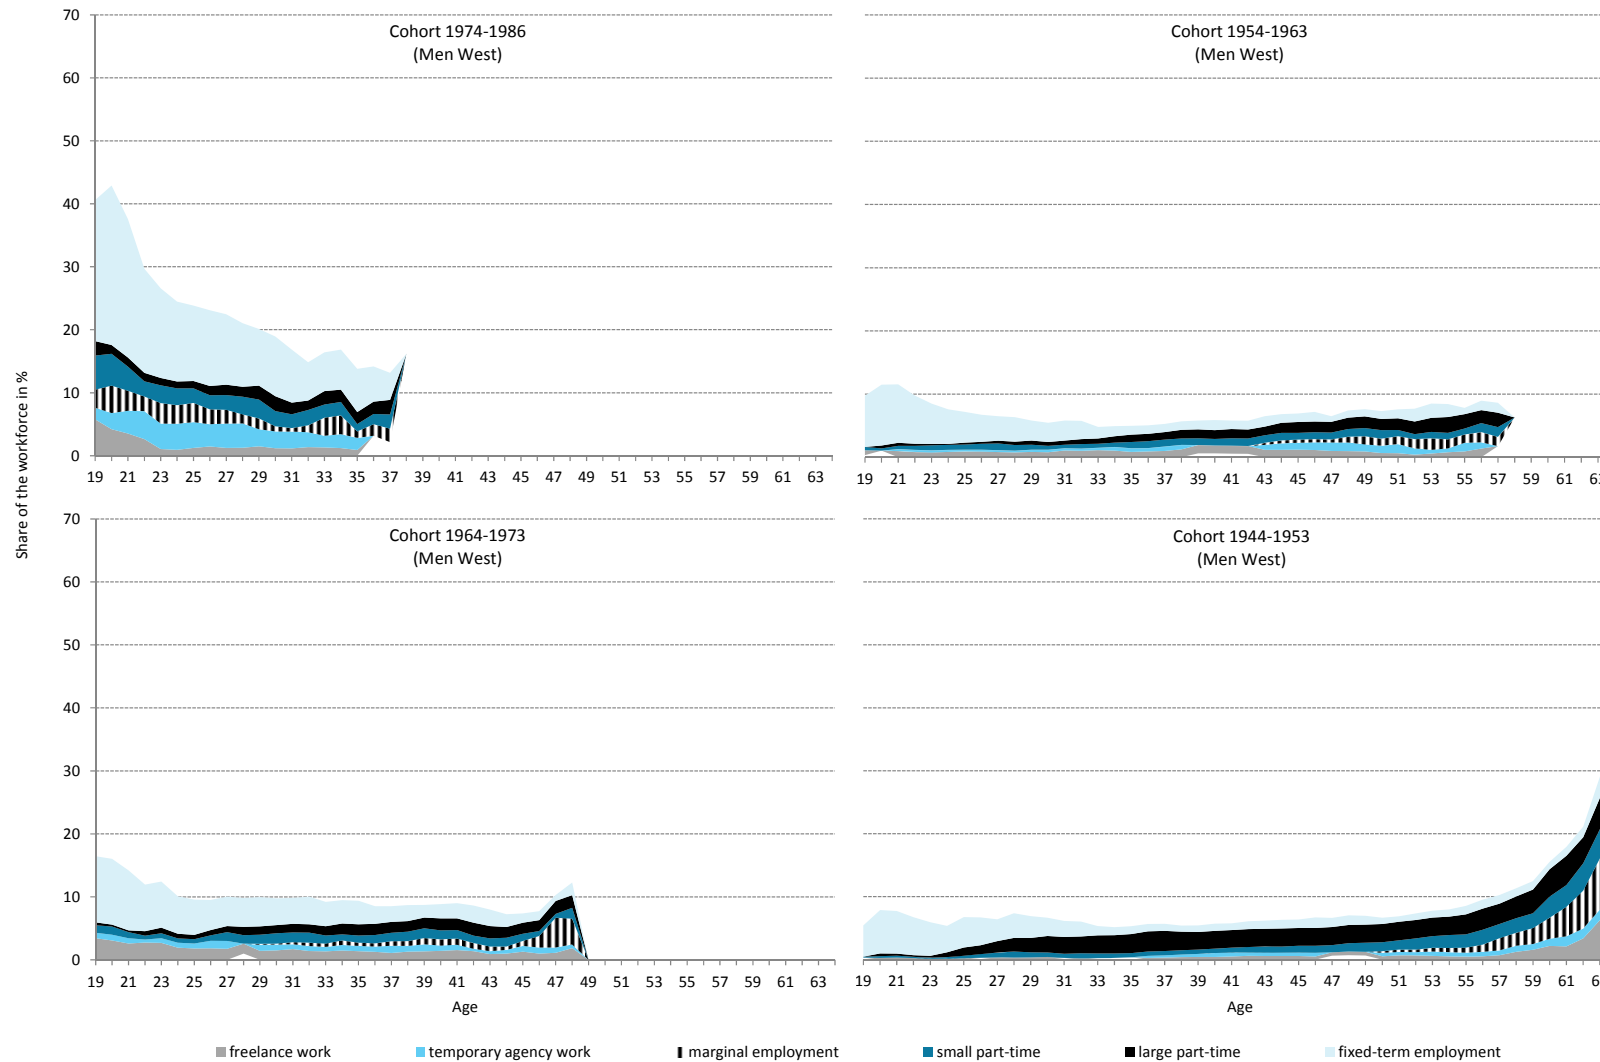 70
60
50
40
30
20
10
0
Cohort 1974-1986
(Men West)
19 21 23 25 27 29 31 33 35 37 39 41 43 45 47 49 51 53 55 57 59 61 63
Cohort 1954-1963
(Men West)
19 21 23 25 27 29 31 33 35 37 39 41 43 45 47 49 51 53 55 57 59 61
Share of the workforce in %
70
60
50
40
30
20
10
0
Cohort 1964-1973
(Men West)
19 21 23 25 27 29 31 33 35 37 39 41 43 45 47 49 51 53 55 57 59 61 63
Age
Cohort 1944-1953
(Men West)
19 21 23 25 27 29 31 33 35 37 39 41 43 45 47 49 51 53 55 57 59 61
Age
freelance work temporary agency work marginal employment small part-time large part-time fixed-term employment